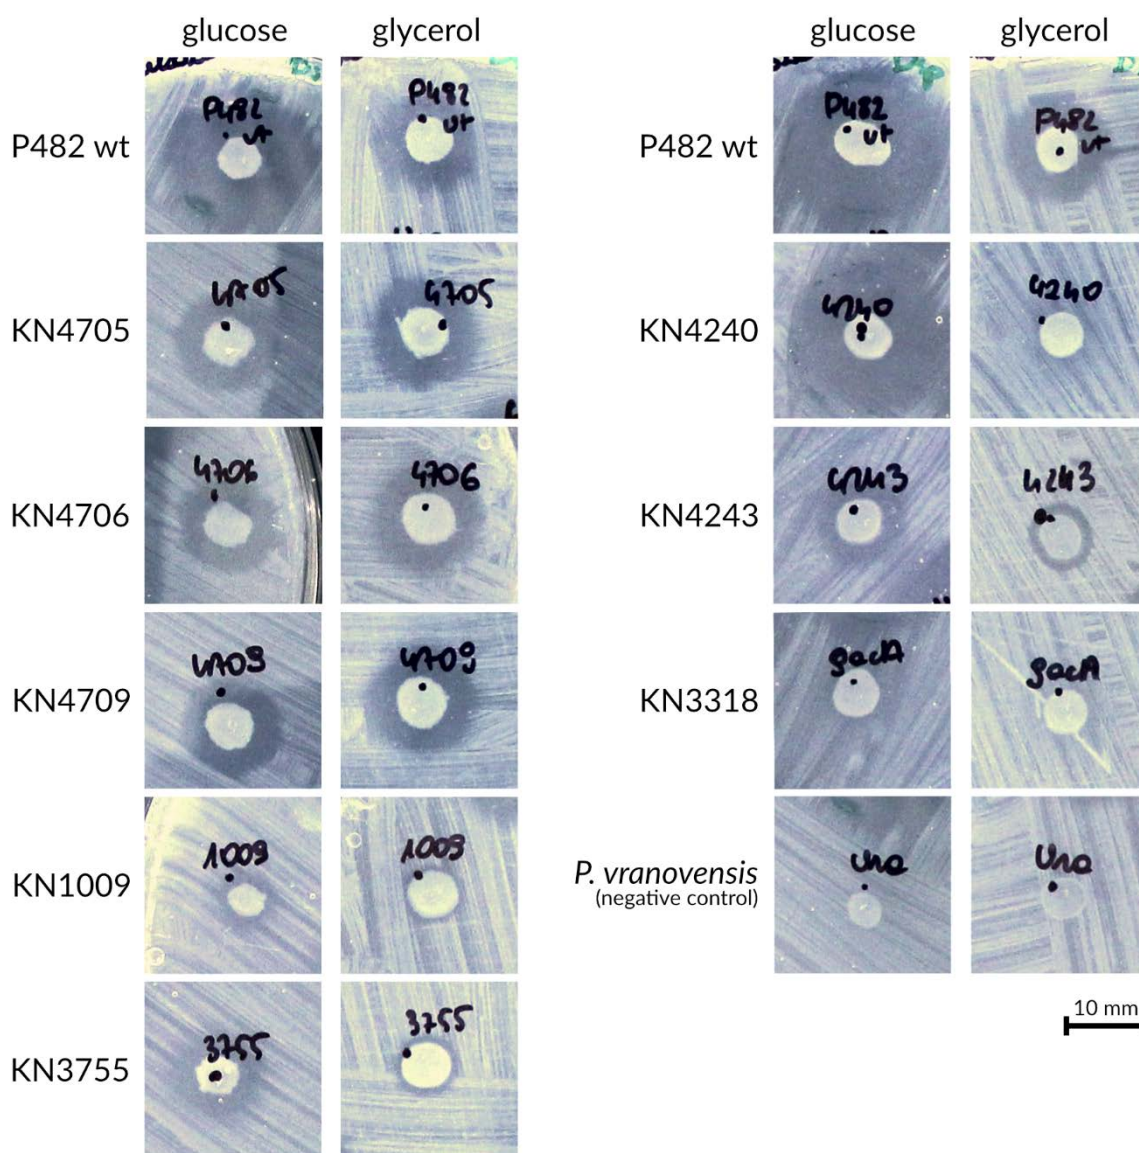 glucose glycerol glucose glycerol
P482 wt P482 wt P482 wt P482 wt P482 wt P482 wt
KN4705 4705 4705 KN4240 4240 4240
KN4706 4706 4706 KN4243 4243 4243
KN4709 4709 4709 KN3318 gacA gacA
KN1009 1009 1009 P. vranovensis vra vra
(negative control)
KN3755 3755 3755
10 mm